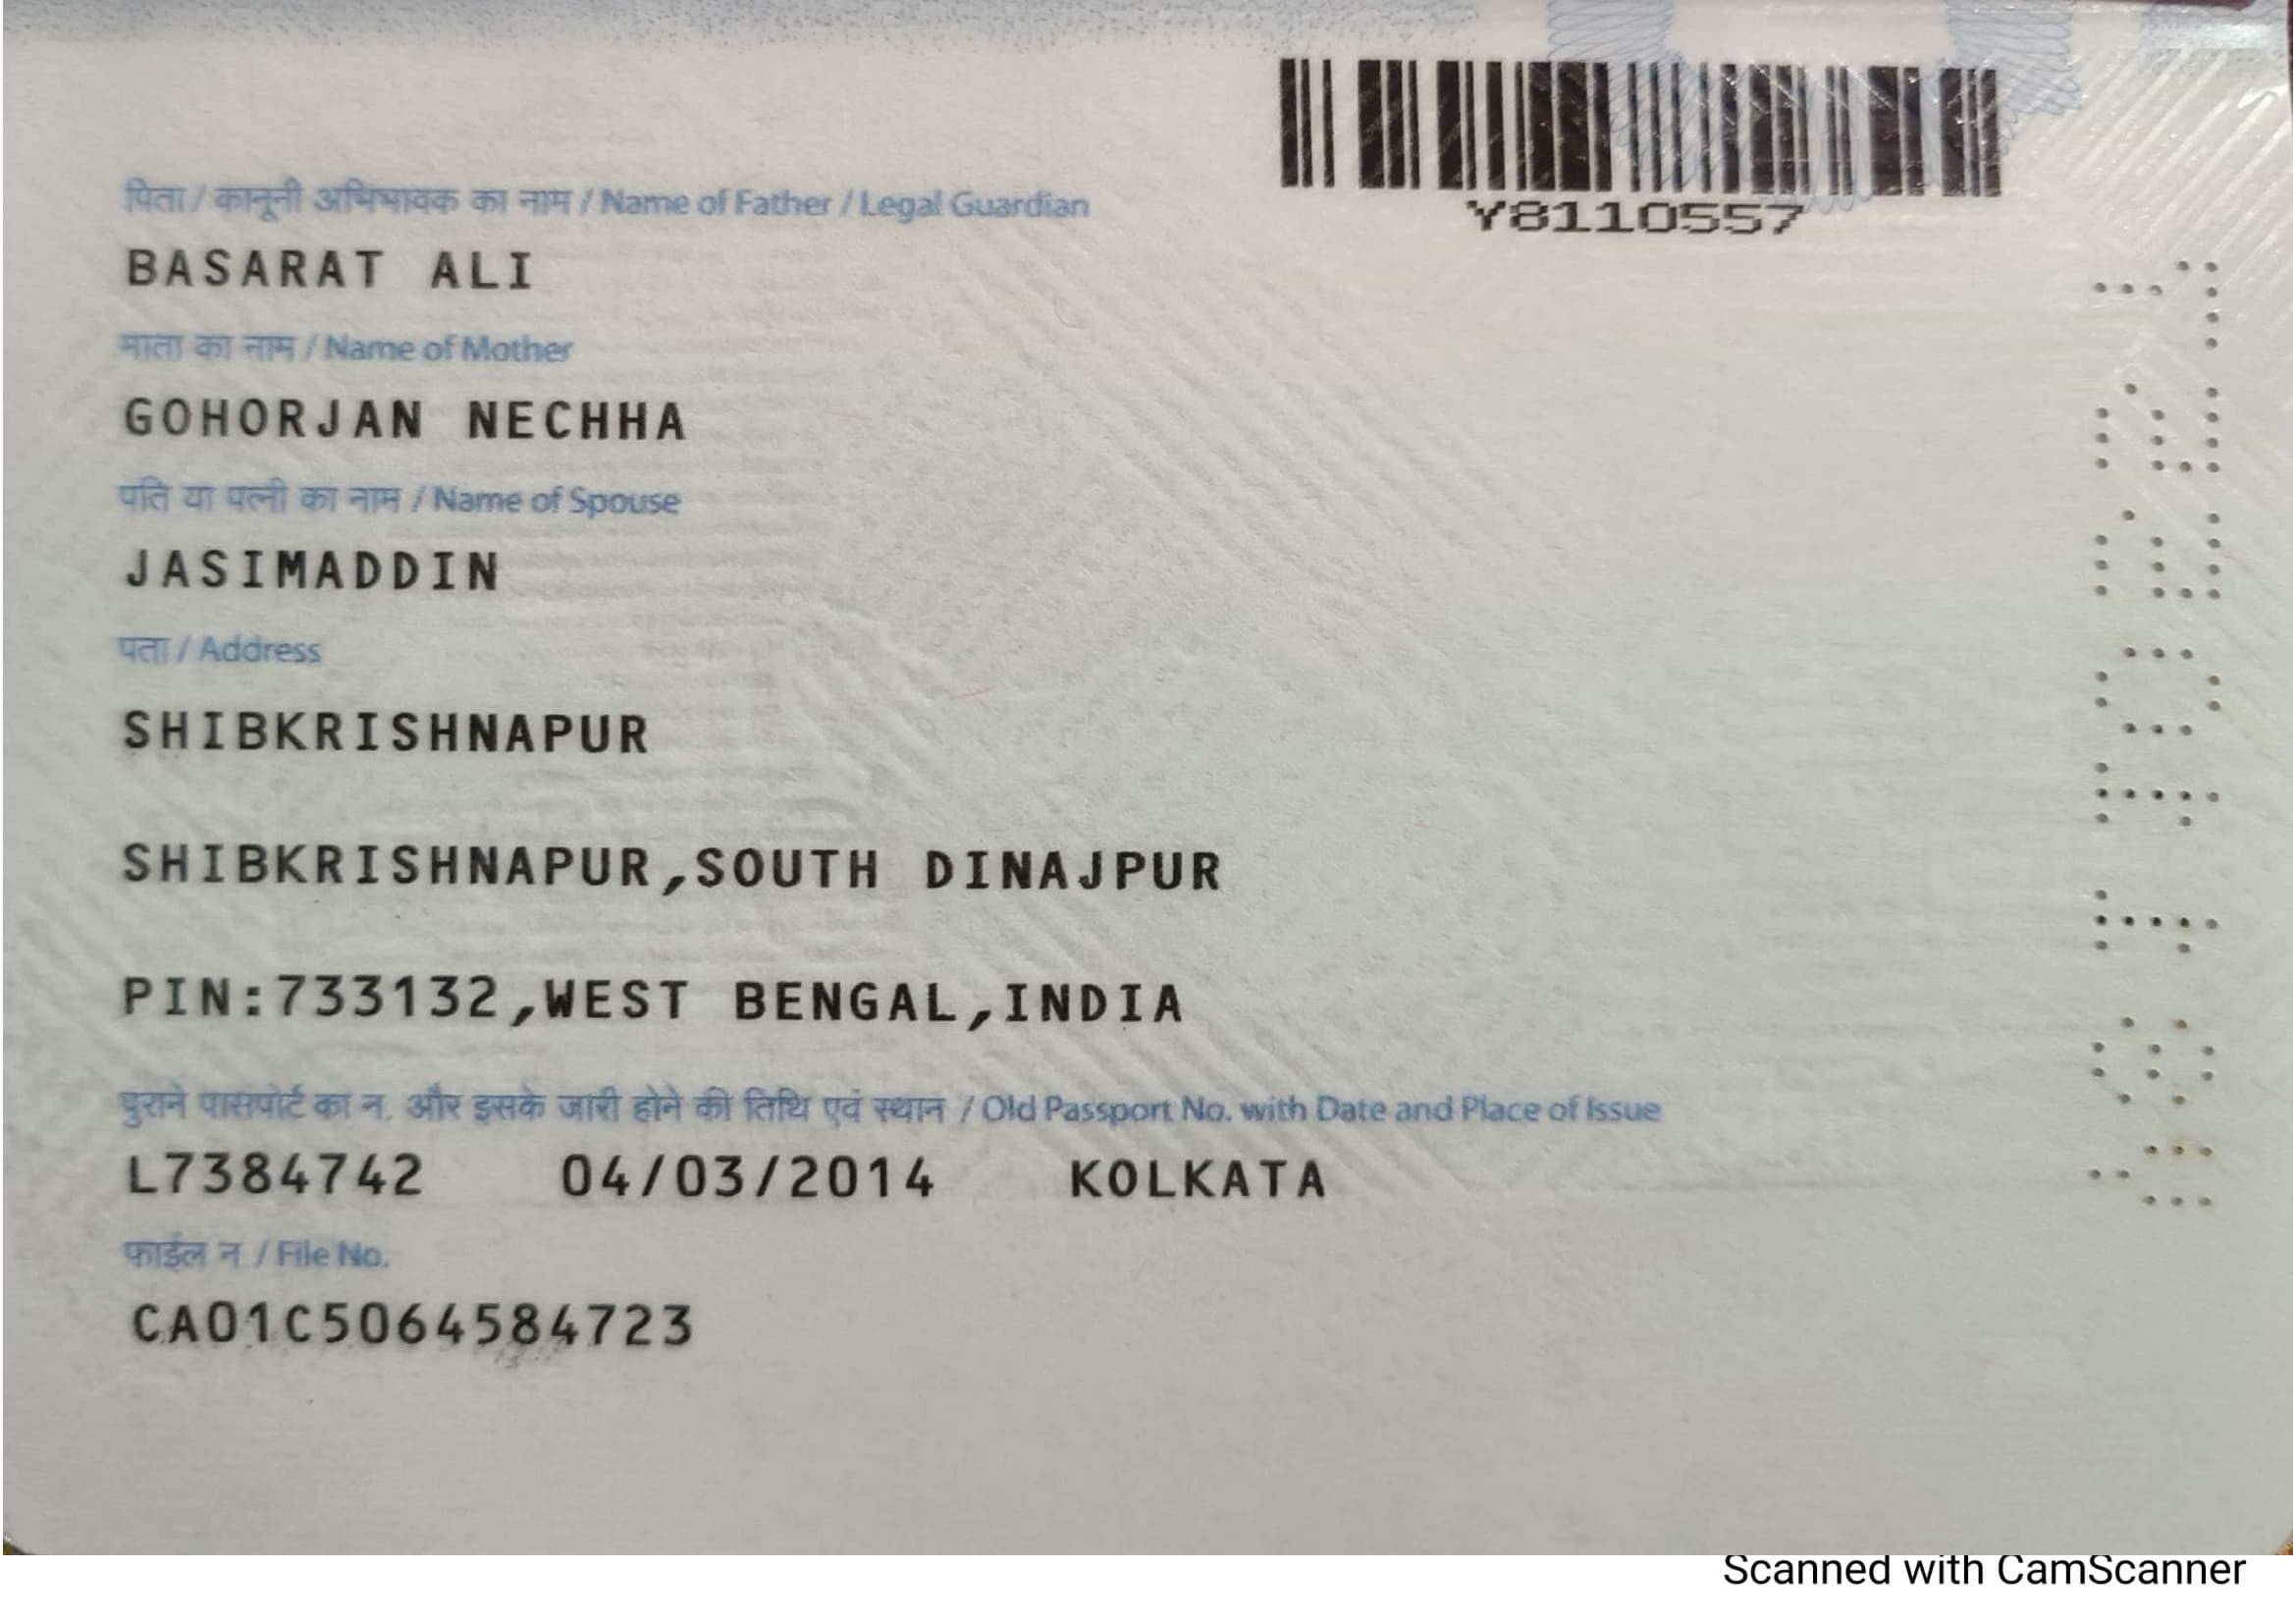 Y8110557
पिता / कानूनी अभिभावक का नाम / Name of Father / Legal Guardian
BASARAT ALI
माता का नाम / Name of Mother
GOHORJAN NECHHA
पति या पत्नी का नाम / Name of Spouse
JASIMADDIN
पता / Address
SHIBKRISHNAPUR
SHIBKRISHNAPUR,SOUTH DINAJPUR
PIN:733132,WEST BENGAL,INDIA
पुराने पासपोर्ट का न. और इसके जारी होने की तिथि एवं स्थान / Old Passport No. with Date and Place of Issue
L7384742 04/03/2014 KOLKATA
फाईल न / File No.
CA01C5064584723
Y8110557
Scanned with CamScanner